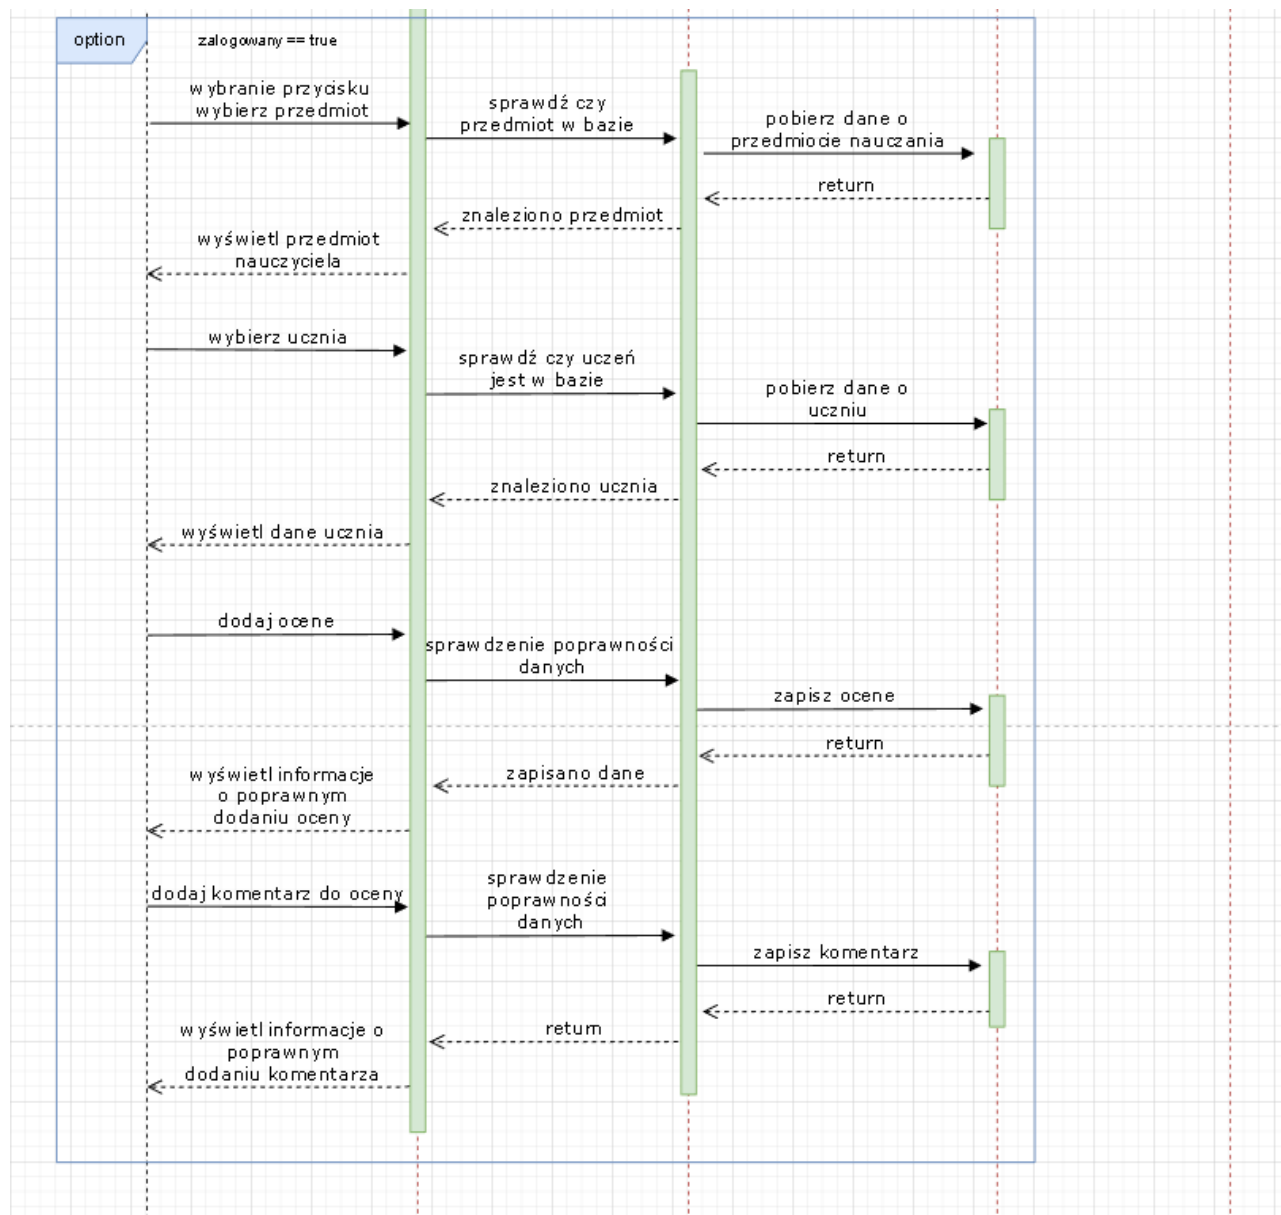 option
zalogowany == true
wybranie przycisku
wybierz przedmiot
sprawdź czy
przedmiot w bazie
pobierz dane o
przedmiocie nauczania
return
znaleziono przedmiot
wyświetl przedmiot
nauczyciela
wybierz ucznia
sprawdź czy uczeń
jest w bazie
pobierz dane o
uczniu
return
znaleziono ucznia
wyświetl dane ucznia
dodaj ocene
sprawdzenie poprawności
danych
zapisz ocene
return
zapisano dane
wyświetl informacje
o poprawnym
dodaniu oceny
dodaj komentarz do oceny
sprawdzenie
poprawności
danych
zapisz komentarz
return
return
wyświetl informacje o
poprawnym
dodaniu komentarza